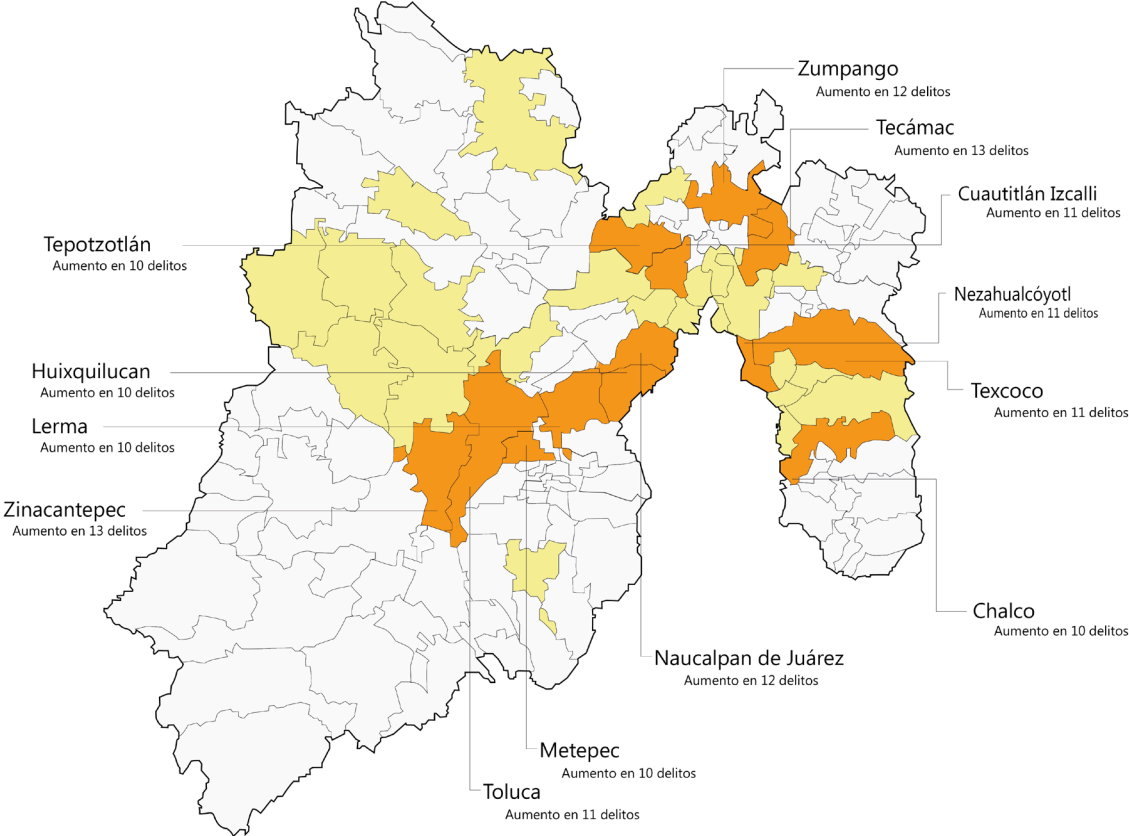 Zumpango
Aumento en 12 delitos
Tecámac
Aumento en 13 delitos
Cuautitlán Izcalli
Aumento en 11 delitos
Tepotzotlán
Aumento en 10 delitos
Nezahualcóyotl
Aumento en 11 delitos
Huixquilucan
Aumento en 10 delitos
Texcoco
Aumento en 11 delitos
Lerma
Aumento en 10 delitos
Zinacantepec
Aumento en 13 delitos
Chalco
Aumento en 10 delitos
Naucalpan de Juárez
Aumento en 12 delitos
Metepec
Aumento en 10 delitos
Toluca
Aumento en 11 delitos